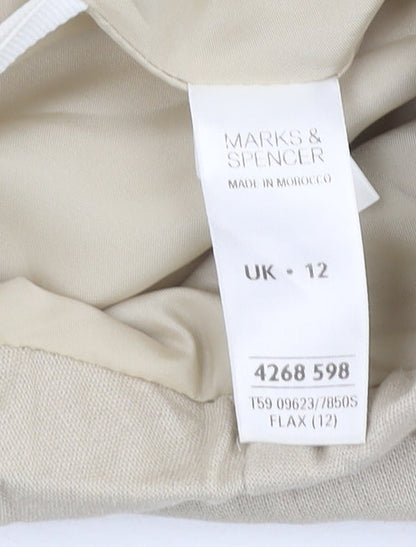 MARKS &
SPENCER
MADE IN MOROCCO
UK • 12
4268 598
T59 09623/7850S
FLAX (12)